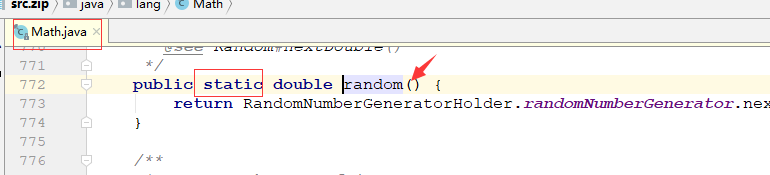 src.zip java lang Math
Math.java
770 @see Random#nextDouble()
771 */
772 public static double random() {
773 return RandomNumberGeneratorHolder.randomNumberGenerator.nex
774 }
775
776 /**